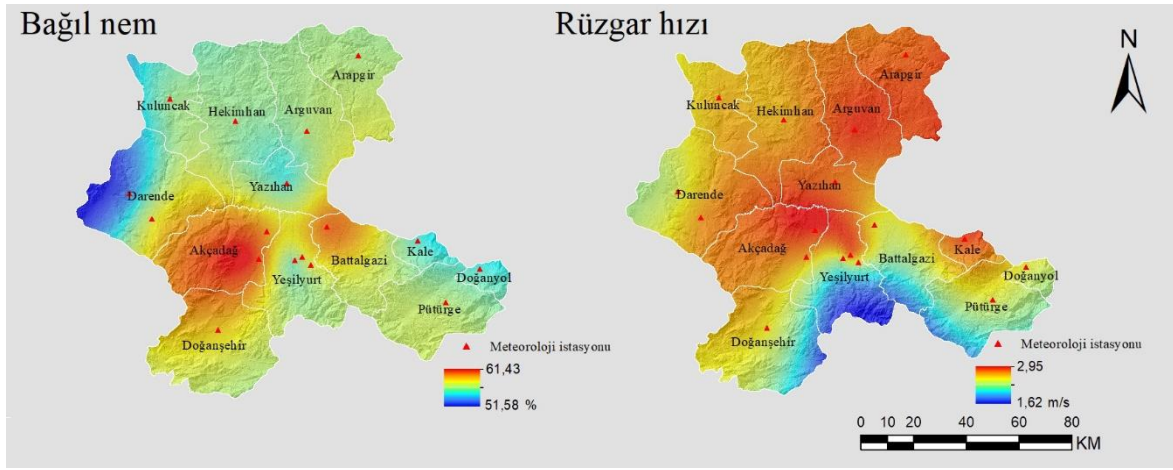 Bağıl nem
Arapgir
Kuluncak
Hekimhan
Arguvan
Yazıhan
Darende
Akçadağ
Battalgazi
Kale
Yeşilyurt
Doğanyol
Pütürge
Doğanşehir
Meteoroloji istasyonu
61,43
51,58 %
Rüzgar hızı
N
Arapgir
Kuluncak
Hekimhan
Arguvan
Yazıhan
Darende
Akçadağ
Battalgazi
Kale
Yeşilyurt
Doğanyol
Pütürge
Doğanşehir
Meteoroloji istasyonu
2,95
1,62 m/s
0 10 20 40 60 80
KM